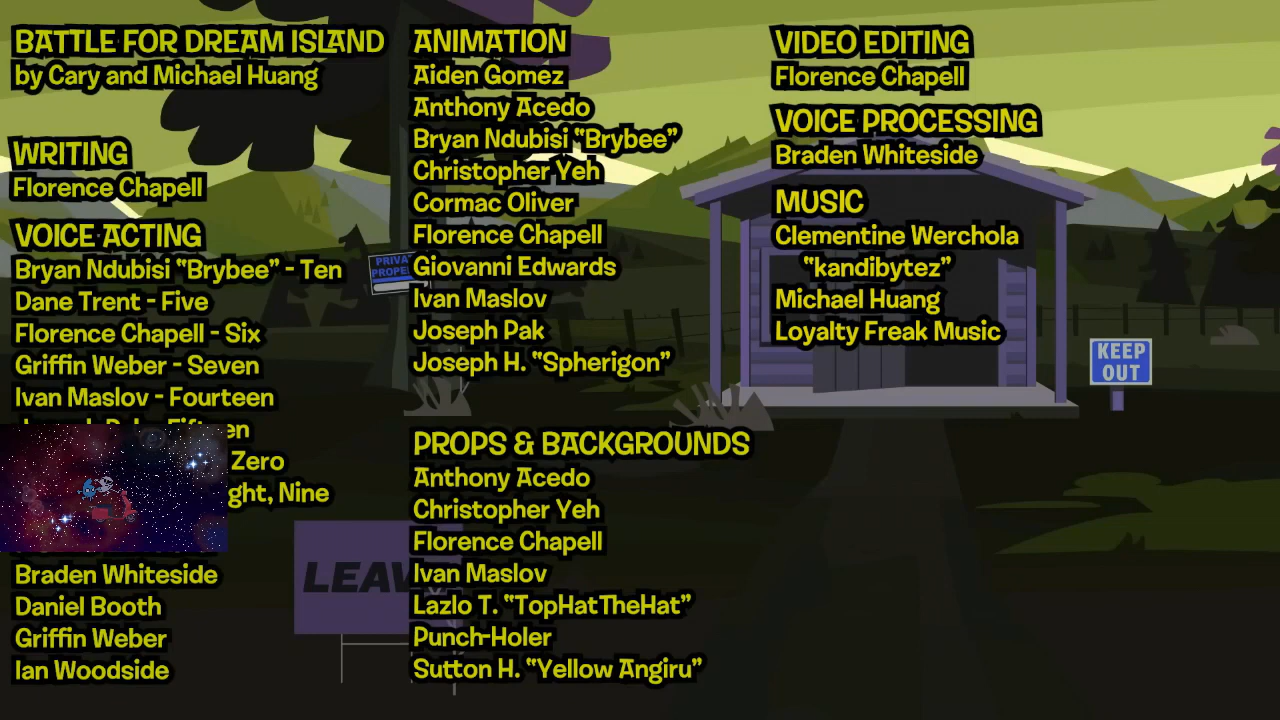 BATTLE FOR DREAM ISLAND
by Cary and Michael Huang
WRITING
Florence Chapell
VOICE ACTING
Bryan Ndubisi “Brybee” - Ten
Dane Trent - Five
Florence Chapell - Six
Griffin Weber - Seven
Ivan Maslov - Fourteen
Zero
Nine
Braden Whiteside
Daniel Booth
Griffin Weber
Ian Woodside
ANIMATION
Aiden Gomez
Anthony Acedo
Bryan Ndubisi “Brybee”
Christopher Yeh
Cormac Oliver
Florence Chapell
Giovanni Edwards
Ivan Maslov
Joseph Pak
Joseph H. “Spherigon”
PROPS & BACKGROUNDS
Anthony Acedo
Christopher Yeh
Florence Chapell
Ivan Maslov
Lazlo T. “TopHatTheHat”
Punch-Holer
Sutton H. “Yellow Angiru”
VIDEO EDITING
Florence Chapell
VOICE PROCESSING
Braden Whiteside
MUSIC
Clementine Werchola
“kandibytez”
Michael Huang
Loyalty Freak Music
KEEP
OUT